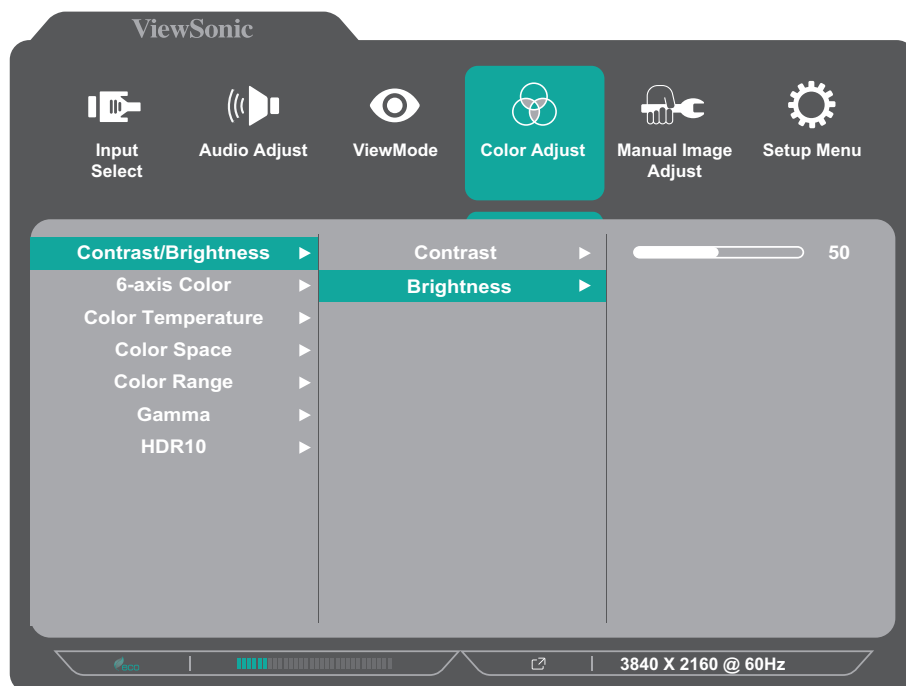 ViewSonic
Input Select
Audio Adjust
ViewMode
Color Adjust
Manual Image Adjust
Setup Menu
Contrast/Brightness
6-axis Color
Color Temperature
Color Space
Color Range
Gamma
HDR10
Contrast
Brightness
50
eco
3840 X 2160 @ 60Hz